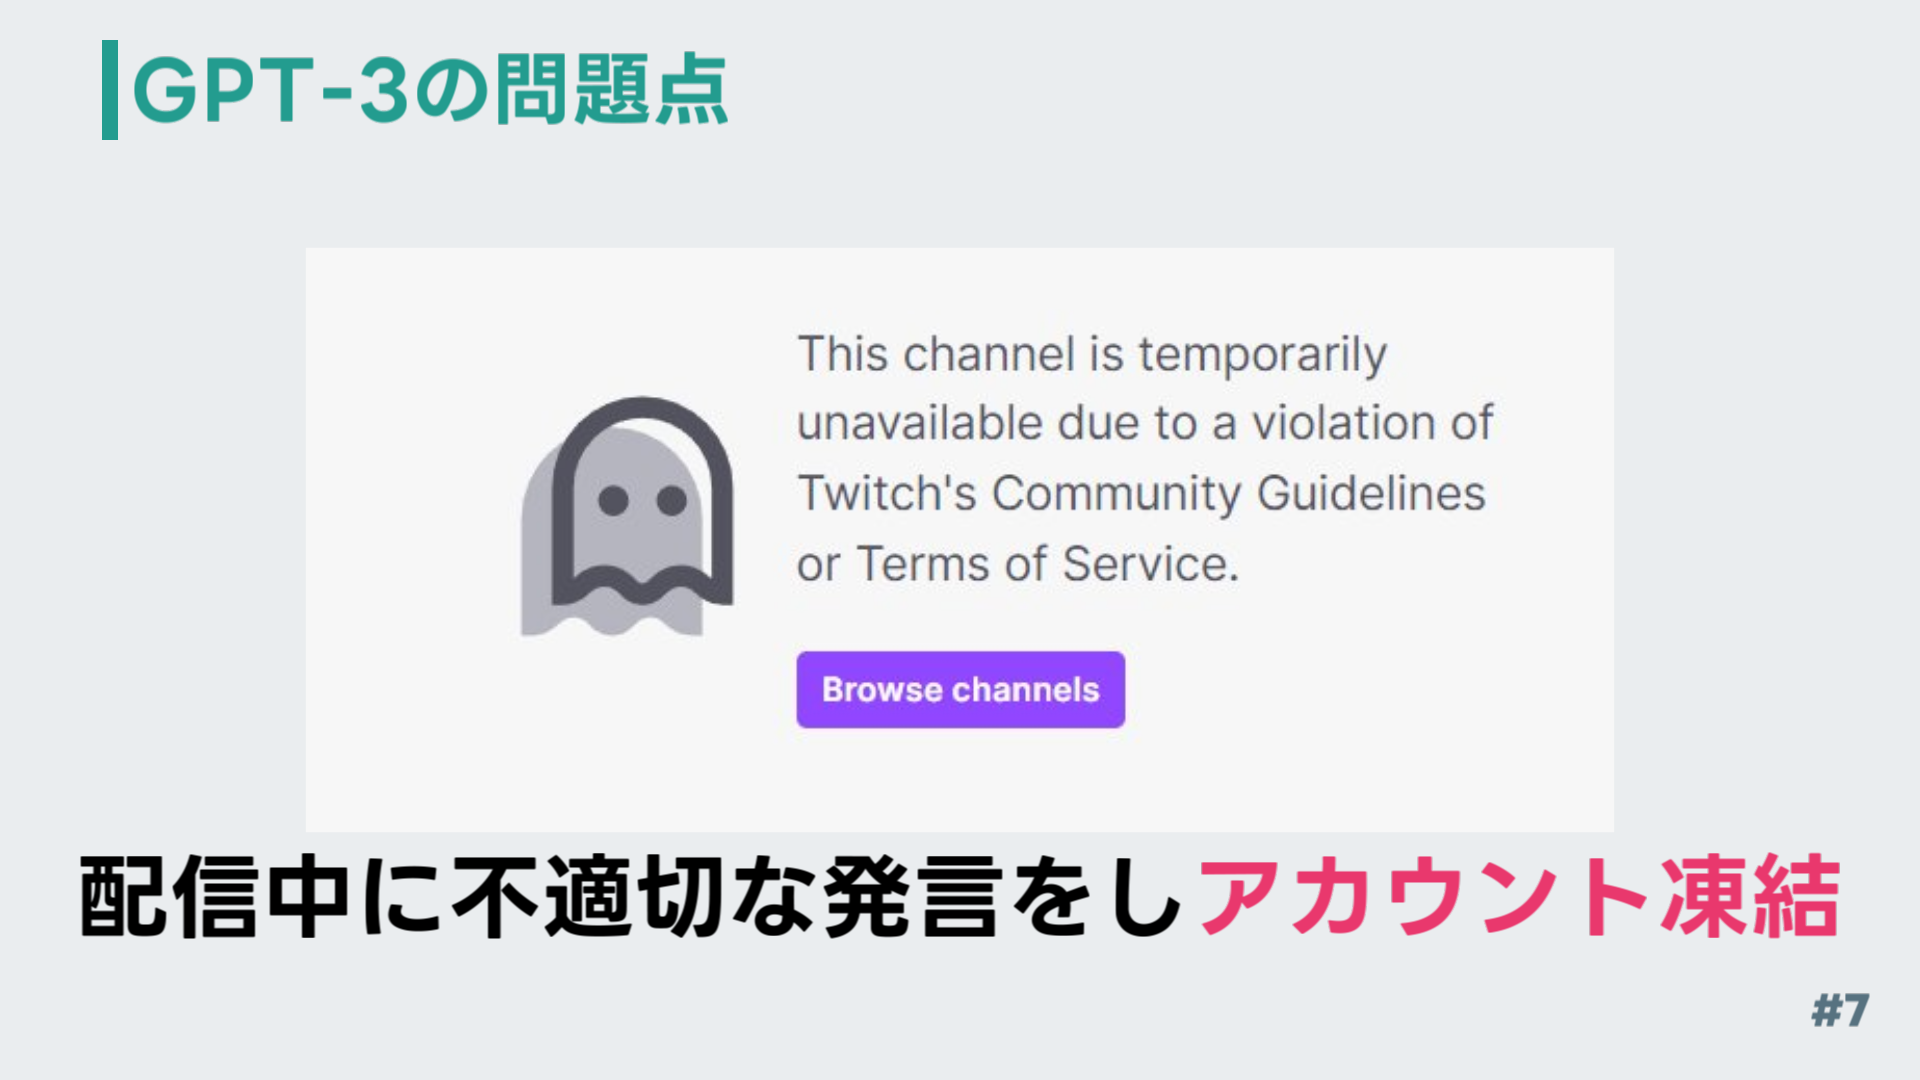 GPT-3の問題点
This channel is temporarily
unavailable due to a violation of
Twitch's Community Guidelines
or Terms of Service.
Browse channels
配信中に不適切な発言をしアカウント凍結
#7